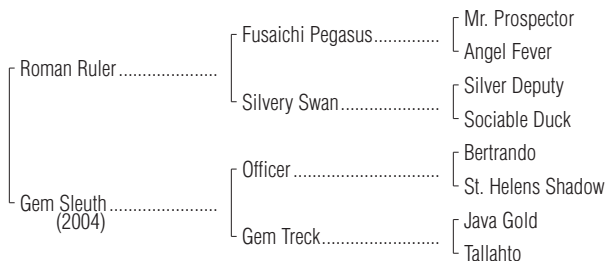 Mr. Prospector
Fusaichi Pegasus................
Angel Fever
Roman Ruler.....................
Silver Deputy
Silvery Swan.....................
Sociable Duck
Bertrando
Officer...............................
St. Helens Shadow
Gem Sleuth.......................
(2004)
Java Gold
Gem Treck.........................
Tallahto